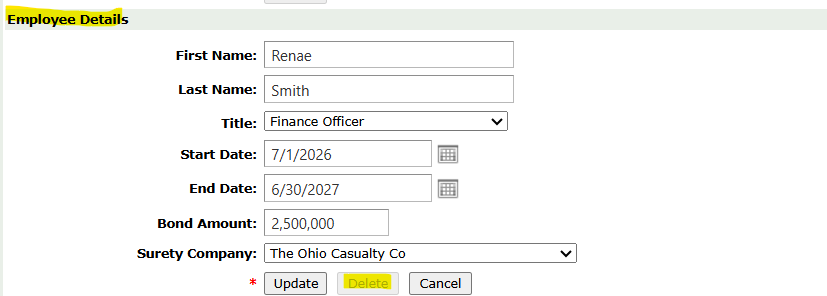 Employee Details
First Name: Renae
Last Name: Smith
Title: Finance Officer
Start Date: 7/1/2026
End Date: 6/30/2027
Bond Amount: 2,500,000
Surety Company: The Ohio Casualty Co
* Update Delete Cancel